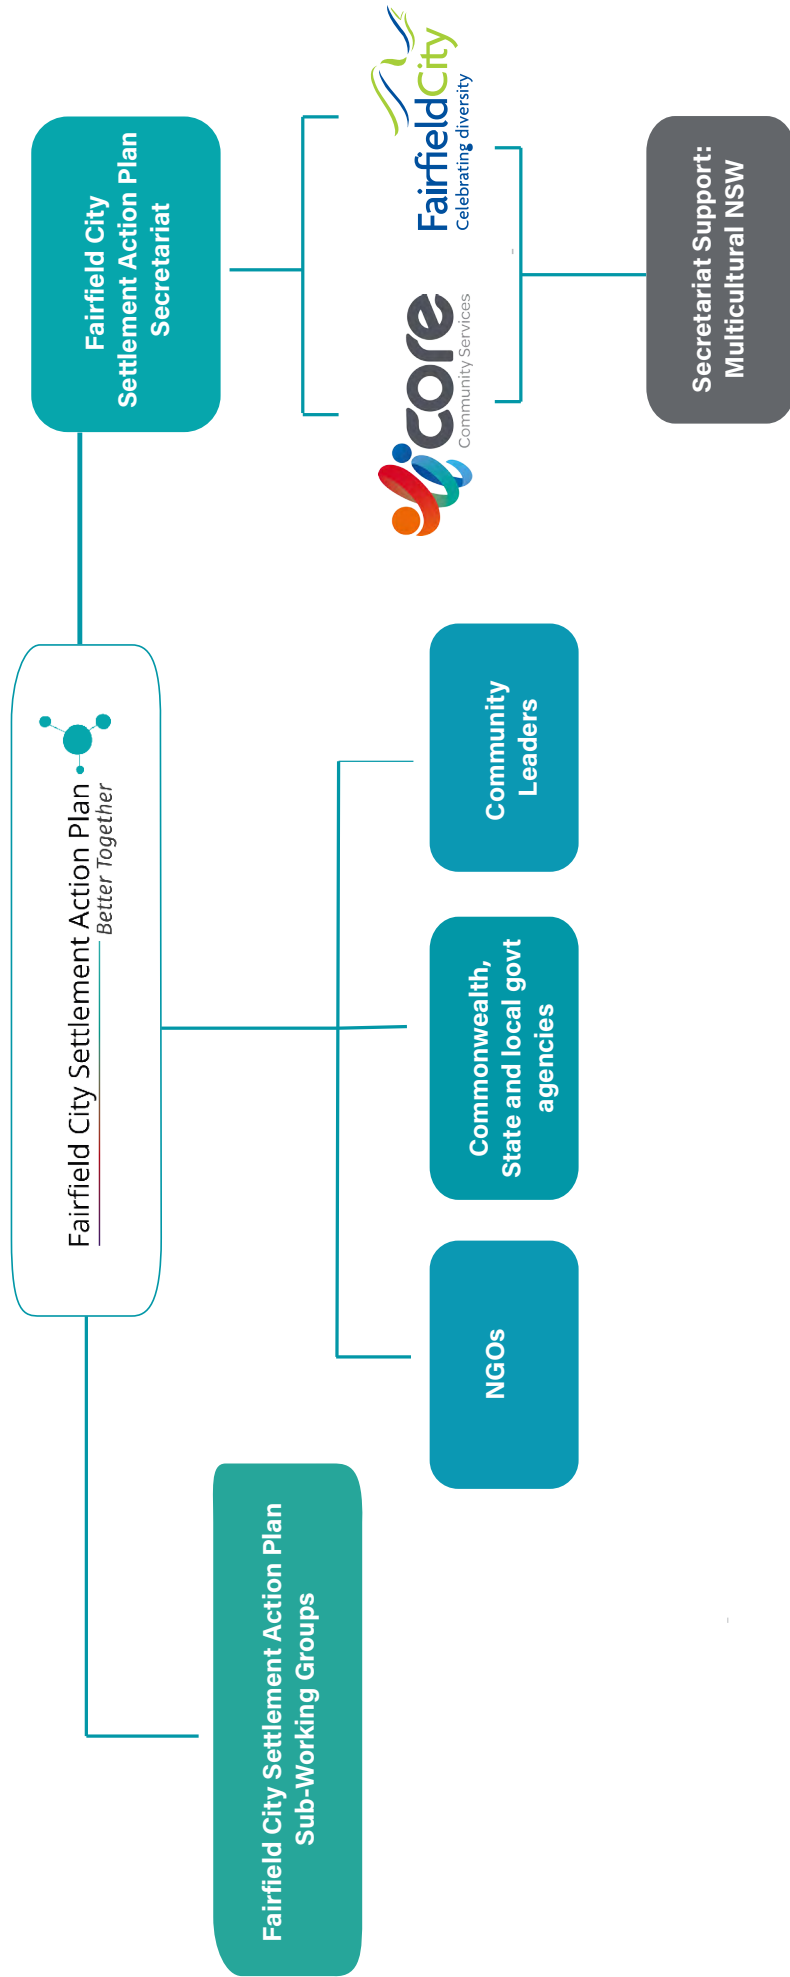 Fairfield City Settlement Action Plan
Better Together
Fairfield City
Settlement Action Plan
Secretariat
core
Community Services
FairfieldCity
Celebrating diversity
Secretariat Support:
Multicultural NSW
Fairfield City Settlement Action Plan
Sub-Working Groups
NGOs
Commonwealth,
State and local govt
agencies
Community
Leaders